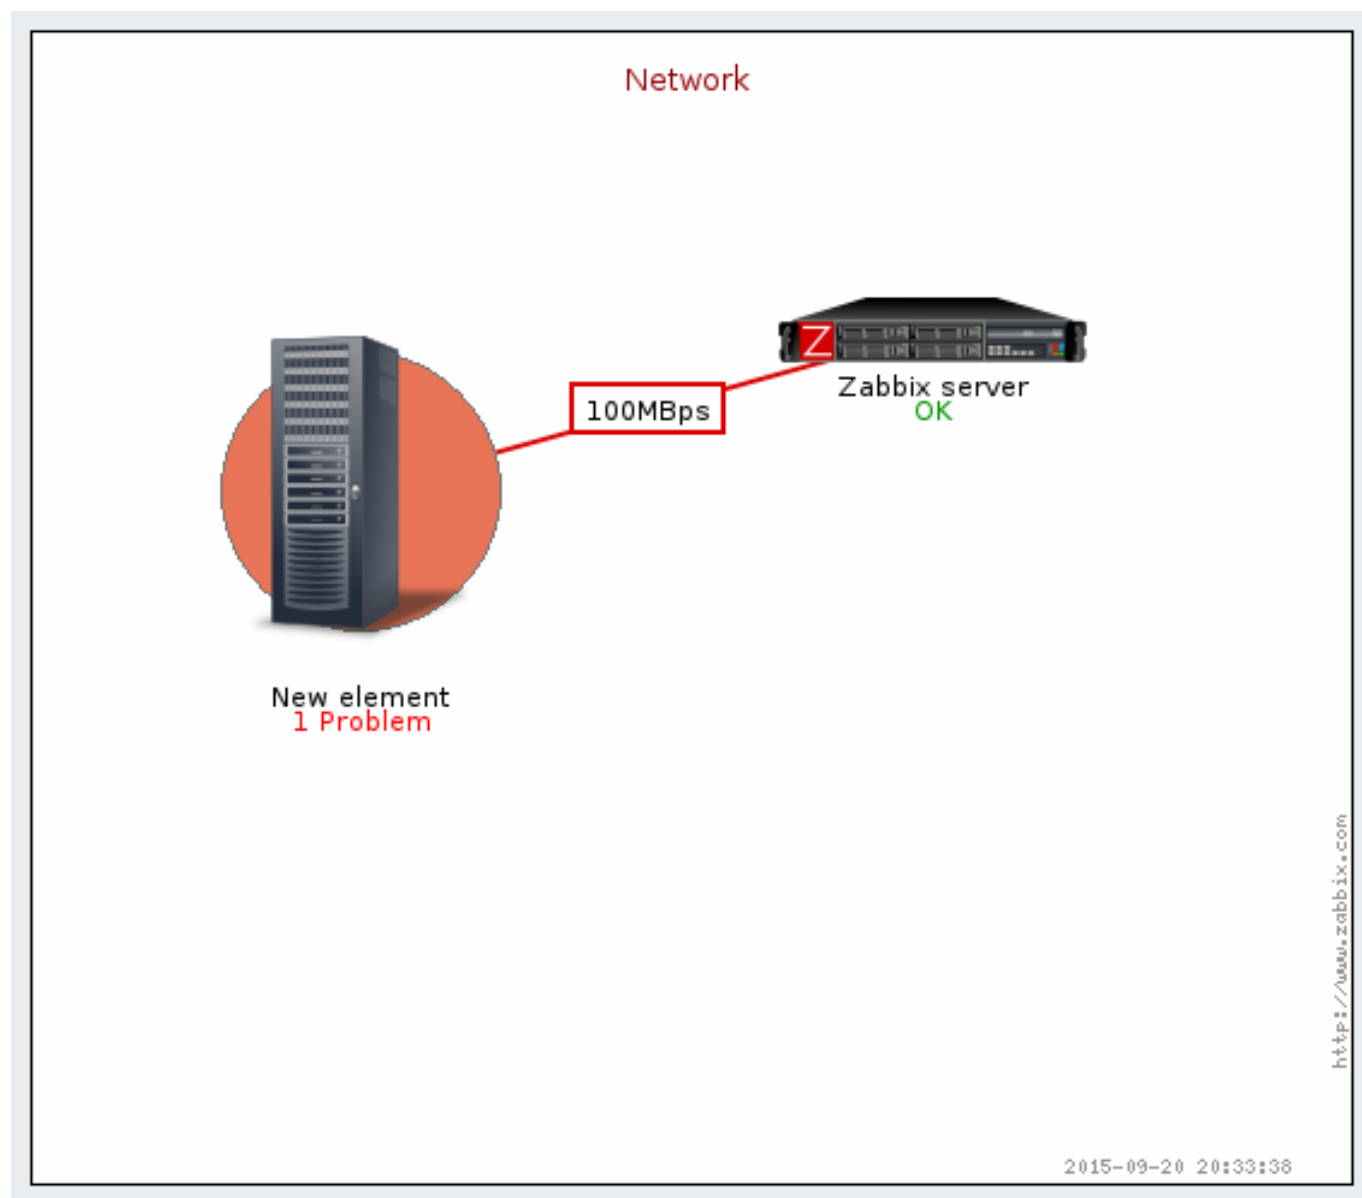 Network
Z
100MBps
Zabbix server
OK
New element
1 Problem
http://www.zabbix.com
2015-09-20 20:33:38